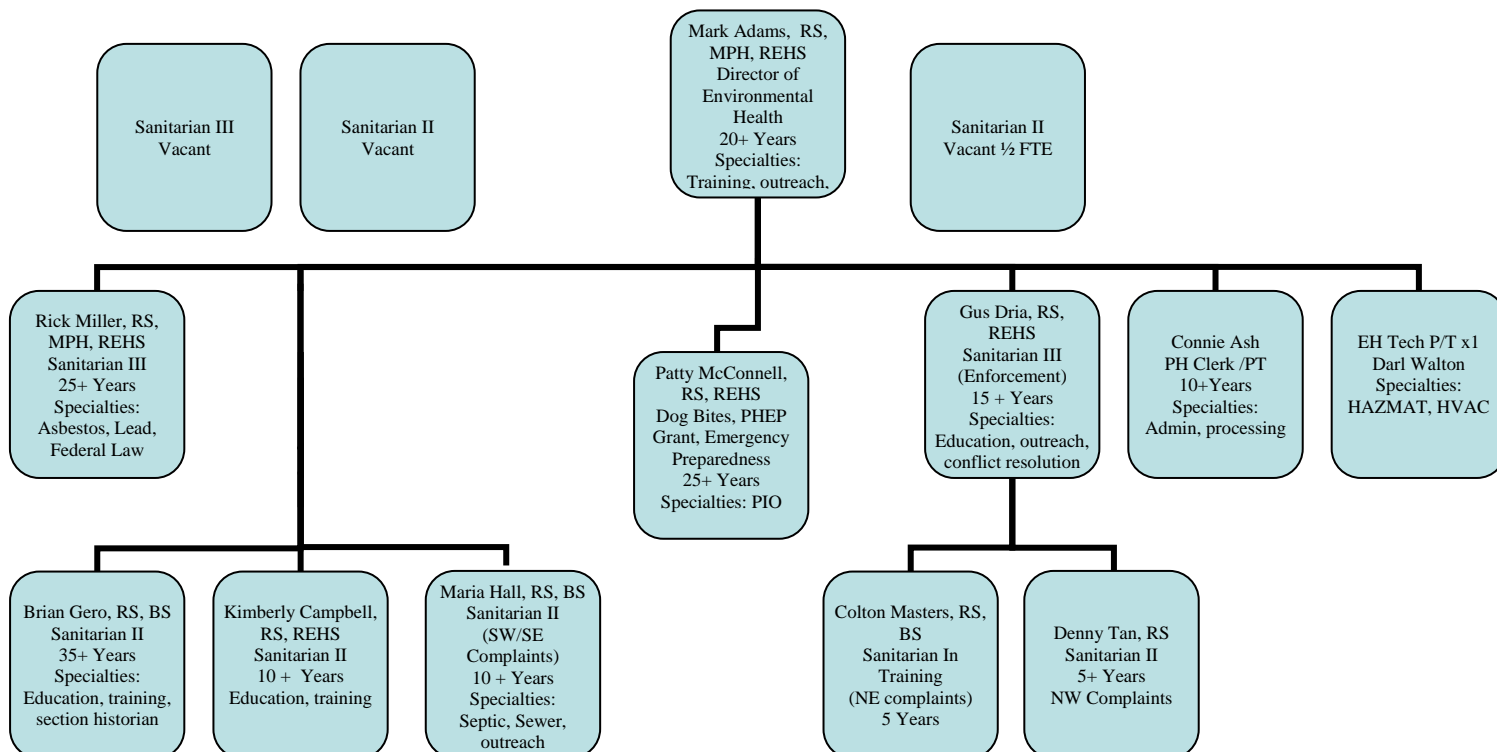 Sanitarian III
Vacant
Sanitarian II
Vacant
Mark Adams, RS,
MPH, REHS
Director of
Environmental
Health
20+ Years
Specialties:
Training, outreach,
Sanitarian II
Vacant ½ FTE
Rick Miller, RS,
MPH, REHS
Sanitarian III
25+ Years
Specialties:
Asbestos, Lead,
Federal Law
Patty McConnell,
RS, REHS
Dog Bites, PHEP
Grant, Emergency
Preparedness
25+ Years
Specialties: PIO
Gus Dria, RS,
REHS
Sanitarian III
(Enforcement)
15 + Years
Specialties:
Education, outreach,
conflict resolution
Connie Ash
PH Clerk /PT
10+Years
Specialties:
Admin, processing
EH Tech P/T x1
Darl Walton
Specialties:
HAZMAT, HVAC
Brian Gero, RS, BS
Sanitarian II
35+ Years
Specialties:
Education, training,
section historian
Kimberly Campbell,
RS, REHS
Sanitarian II
10 + Years
Education, training
Maria Hall, RS, BS
Sanitarian II
(SW/SE
Complaints)
10 + Years
Specialties:
Septic, Sewer,
outreach
Colton Masters, RS,
BS
Sanitarian In
Training
(NE complaints)
5 Years
Denny Tan, RS
Sanitarian II
5+ Years
NW Complaints